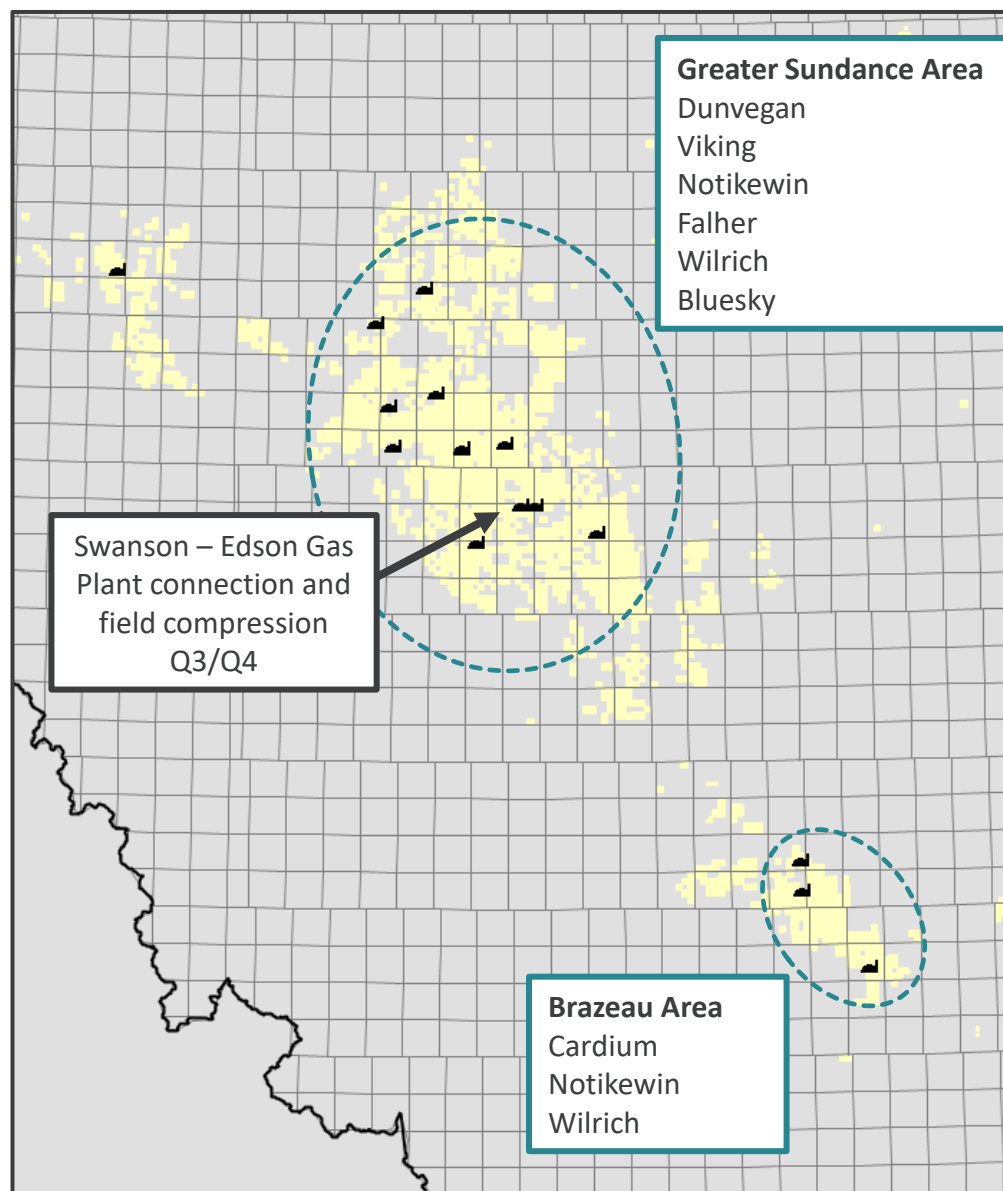 Greater Sundance Area
Dunvegan
Viking
Notikewin
Falher
Wilrich
Bluesky
Swanson – Edson Gas
Plant connection and
field compression
Q3/Q4
Brazeau Area
Cardium
Notikewin
Wilrich